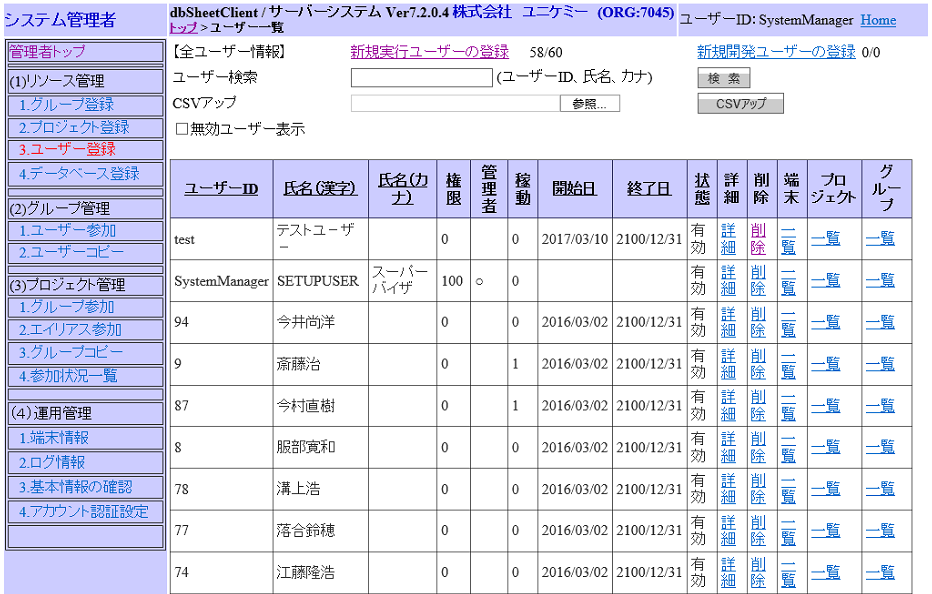 システム管理者
dbSheetClient / サーバーシステム Ver7.2.0.4 株式会社 ユニケミー (ORG:7045)
トップ > ユーザー一覧
ユーザーID: SystemManager Home
管理者トップ
(1)リソース管理
1.グループ登録
2.プロジェクト登録
3.ユーザー登録
4.データベース登録
(2)グループ管理
1.ユーザー参加
2.ユーザーコピー
(3)プロジェクト管理
1.グループ参加
2.エイリアス参加
3.グループコピー
4.参加状況一覧
(4)運用管理
1.端末情報
2.ログ情報
3.基本情報の確認
4.アカウント認証設定
【全ユーザー情報】 新規実行ユーザーの登録 58/60 新規開発ユーザーの登録 0/0
ユーザー検索 (ユーザーID、氏名、カナ) 検 索
CSVアップ 参照... CSVアップ
無効ユーザー表示
ユーザーID 氏名(漢字) 氏名(カナ) 権限 管理者 稼動 開始日 終了日 状態 詳細 削除 端末 プロジェクト グループ
test テストユーザー 0 0 2017/03/10 2100/12/31 有効 詳細 削除 一覧 一覧 一覧
SystemManager SETUPUSER スーパーバイザ 100 ○ 0 有効 詳細 削除 一覧 一覧 一覧
94 今井尚洋 0 0 2016/03/02 2100/12/31 有効 詳細 削除 一覧 一覧 一覧
9 斎藤治 0 1 2016/03/02 2100/12/31 有効 詳細 削除 一覧 一覧 一覧
87 今村直樹 0 1 2016/03/02 2100/12/31 有効 詳細 削除 一覧 一覧 一覧
8 服部寛和 0 0 2016/03/02 2100/12/31 有効 詳細 削除 一覧 一覧 一覧
78 溝上浩 0 0 2016/03/02 2100/12/31 有効 詳細 削除 一覧 一覧 一覧
77 落合鈴穂 0 0 2016/03/02 2100/12/31 有効 詳細 削除 一覧 一覧 一覧
74 江藤隆浩 0 0 2016/03/02 2100/12/31 有効 詳細 削除 一覧 一覧 一覧